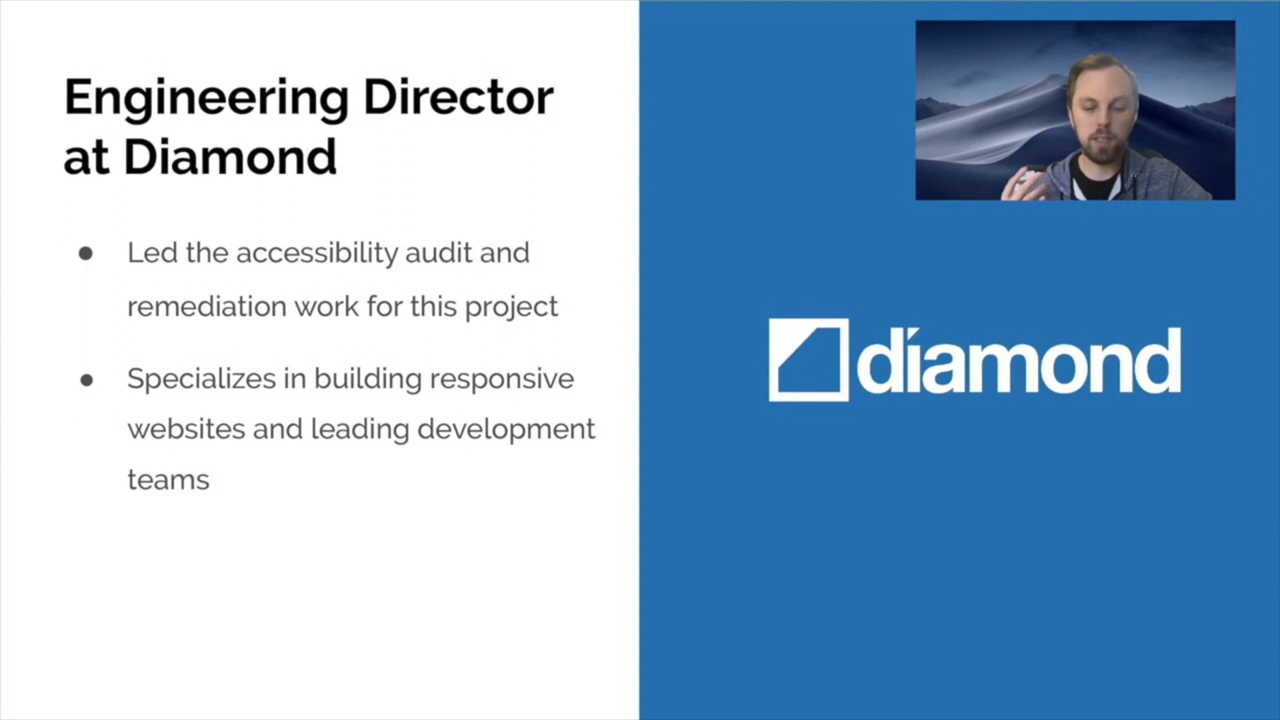 Engineering Director
at Diamond
● Led the accessibility audit and
remediation work for this project
● Specializes in building responsive
websites and leading development
teams
diamond